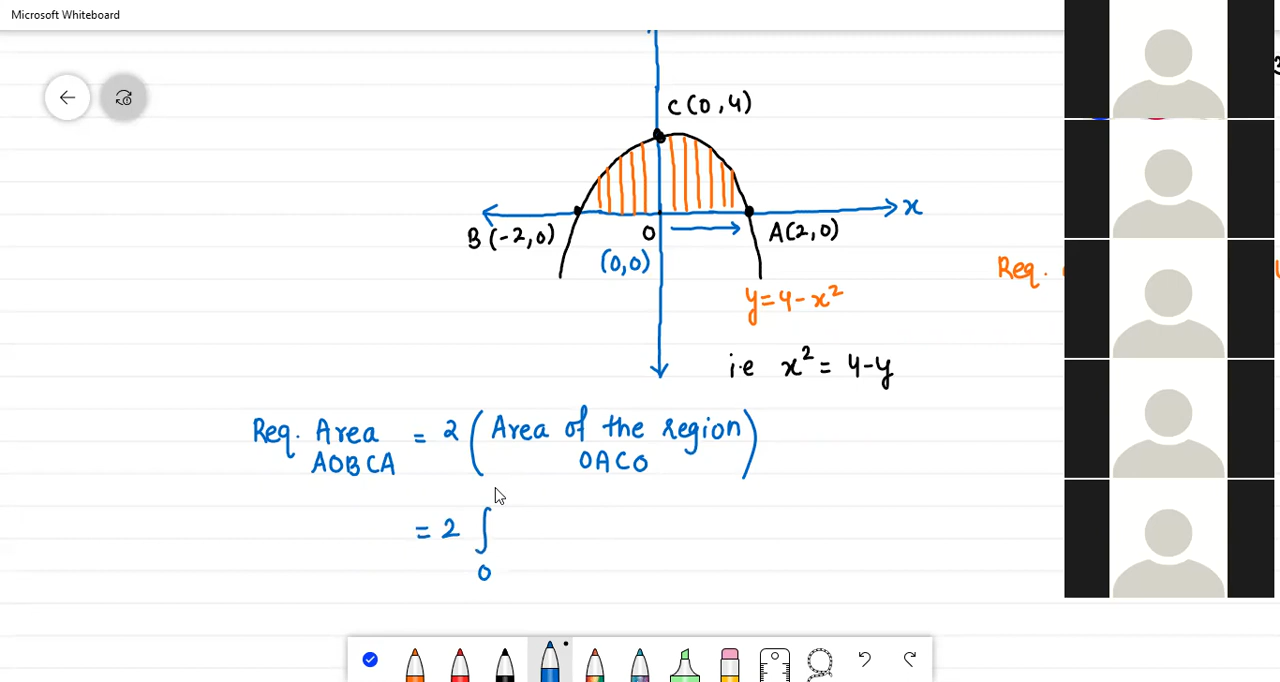 Microsoft Whiteboard
C(0,4)
x
B(-2,0)
O
A(2,0)
(0,0)
Req.
y=4-x²
i.e x² = 4-y
Req. Area = 2 (Area of the region)
AOBCA OACO
= 2 ∫
0